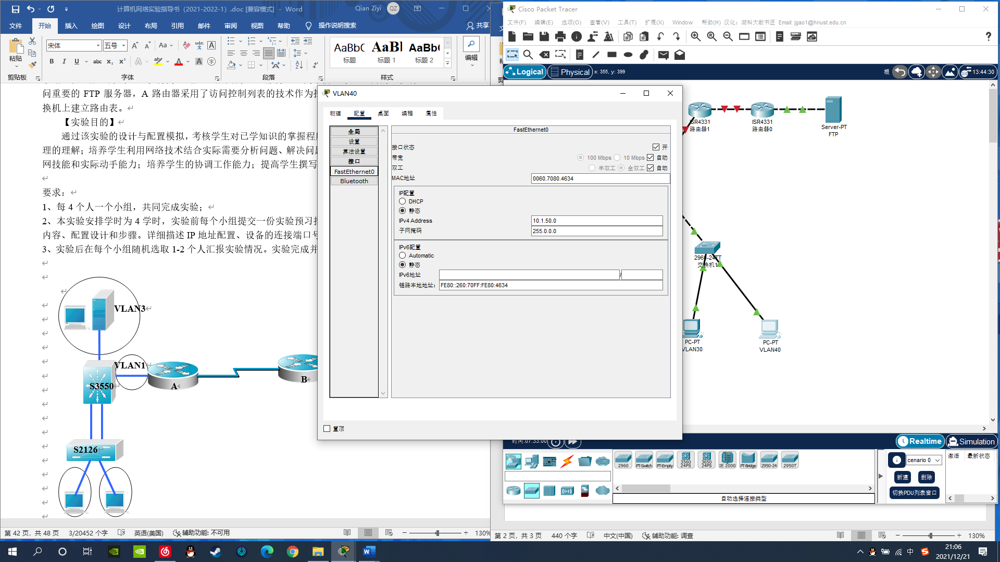 计算机网络实验指导书（2021-2022-1）.doc [兼容模式] - Word
Qian Ziyi
QZ
文件
开始
插入
绘图
设计
布局
引用
邮件
审阅
视图
帮助
操作说明搜索
共享
粘贴
宋体
五号
剪贴板
字体
段落
AaBbC
标题
AaBl
标题 1
AaBb(
标题 2
样式
编辑
问重要的 FTP 服务器，A 路由器采用了访问控制列表的技术作为控
换机上建立路由表。
【实验目的】
通过该实验的设计与配置模拟，考核学生对已学知识的掌握程度
理的理解；培养学生利用网络技术结合实际需要分析问题、解决问题
网技能和实际动手能力；培养学生的协调工作能力；提高学生撰写
要求：
1、每 4 个人一个小组，共同完成实验；
2、本实验安排学时为 4 学时，实验前每个小组提交一份实验预习报
内容、配置设计和步骤。详细描述 IP 地址配置、设备的连接端口号
3、实验后在每个小组随机选取 1-2 个人汇报实验情况。实验完成并
VLAN3
VLAN1
S3550
A
B
S2126
第 42 页，共 48 页
3/20452 个字
英语(美国)
辅助功能: 不可用
130%
VLAN40
物理
配置
桌面
编程
属性
全局
设置
算法设置
接口
FastEthernet0
Bluetooth
FastEthernet0
接口状态
开
带宽
100 Mbps
10 Mbps
自动
双工
半双工
全双工
自动
MAC地址
0060.7080.4634
IP配置
DHCP
静态
IPv4 Address
10.1.50.0
子网掩码
255.0.0.0
IPv6配置
Automatic
静态
IPv6地址
/
链路本地地址:
FE80::260:70FF:FE80:4634
置顶
Cisco Packet Tracer
文件(F)
编辑(E)
选项(O)
查看(V)
工具(T)
扩展(X)
Window
帮助(H)
汉化：湖科大教书匠 Email: jgao1@hnust.edu.cn
Logical
Physical
x: 355, y: 399
根
13:44:30
ISR4331
路由器1
ISR4331
路由器0
Server-PT
FTP
2960-24TT
交换机1
PC-PT
VLAN30
PC-PT
VLAN40
时间:07:33:00
Realtime
Simulation
2960
PT-Switch
PT-Empty
3560
24PS
3650
24PS
IE 2000
PT-Bridge
2950-24
2950T
自动选择连接类型
cenario 0
新建
删除
切换PDU列表窗口
激活
最新状态
第 2 页，共 3 页
440 个字
中文(中国)
辅助功能: 调查
130%
中
21:06
2021/12/21